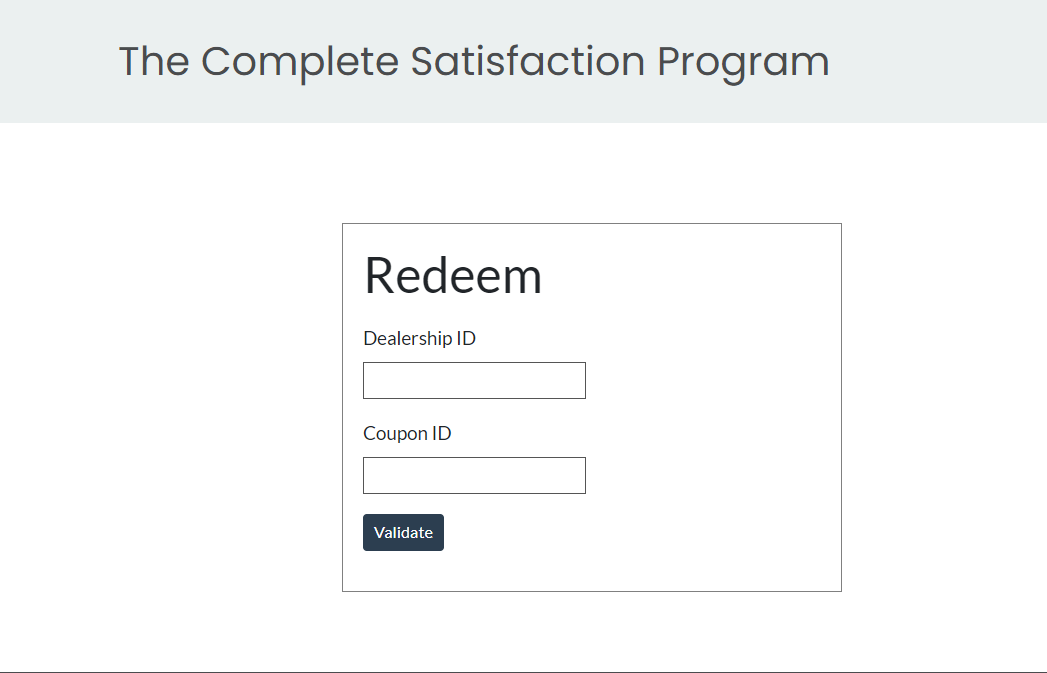 The Complete Satisfaction Program
Redeem
Dealership ID
Coupon ID
Validate